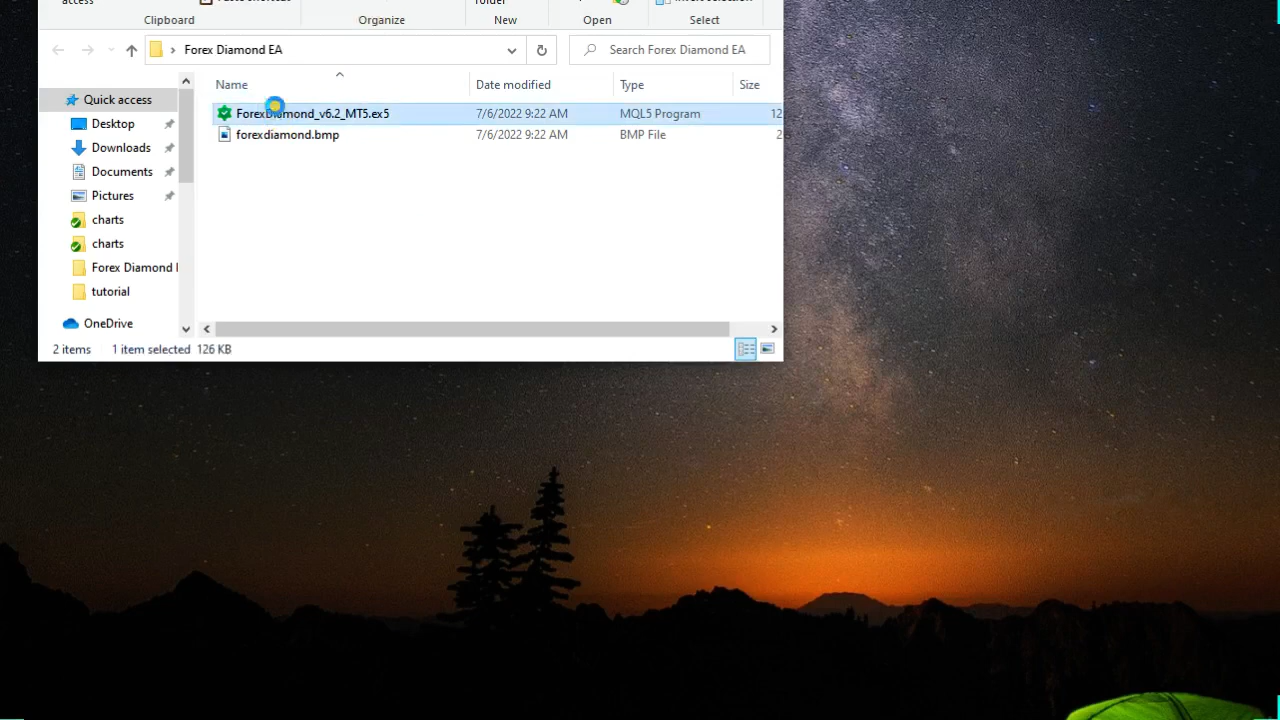 access
Clipboard
Organize
New
Open
Select
Forex Diamond EA
Search Forex Diamond EA
Name
Date modified
Type
Size
Quick access
ForexDiamond_v6.2_MT5.ex5
7/6/2022 9:22 AM
MQL5 Program
12
Desktop
forexdiamond.bmp
7/6/2022 9:22 AM
BMP File
Downloads
Documents
Pictures
charts
charts
Forex Diamond
tutorial
OneDrive
2 items
1 item selected
126 KB